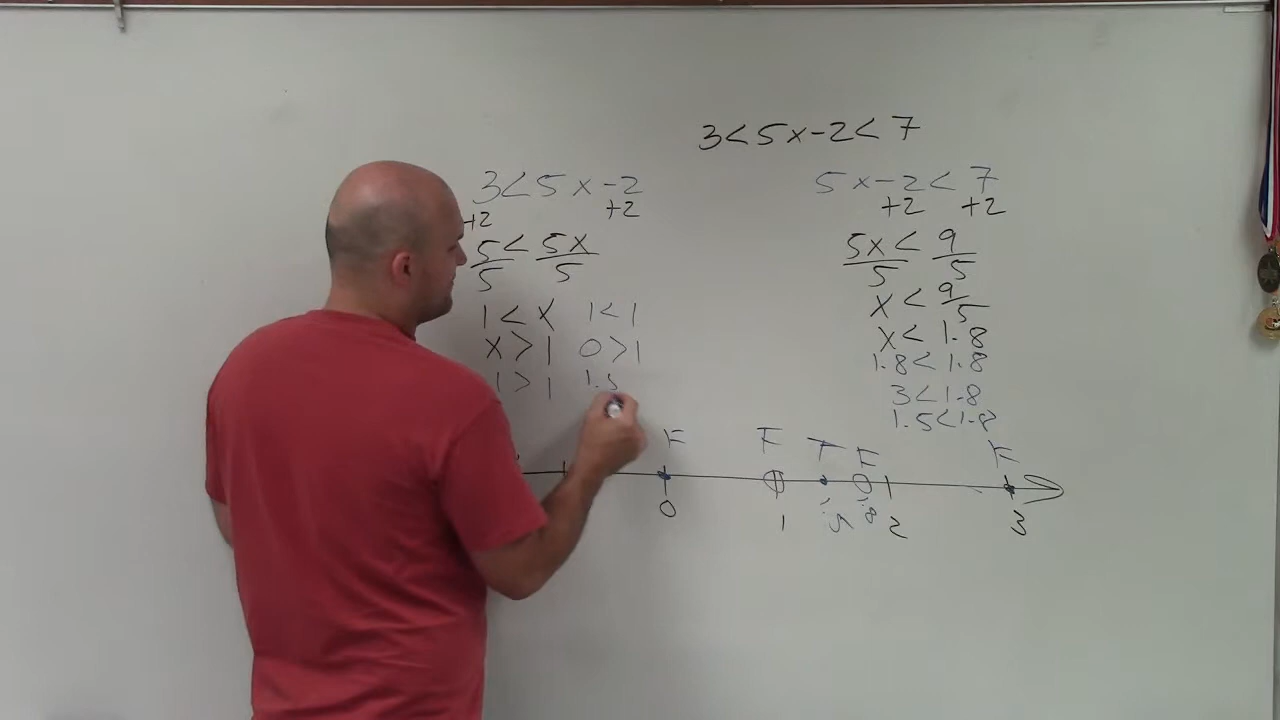 3<5x-2<7
3<5x-2
+2 +2
5<5x
5 5
1<x 1<1
x>1 0>1
1>1 1.5
5x-2<7
+2 +2
5x<9
5 5
x<9/5
x<1.8
1.8<1.8
3<1.8
1.5<1.8
F F T F F
0 1 1.5 1.8 2 3